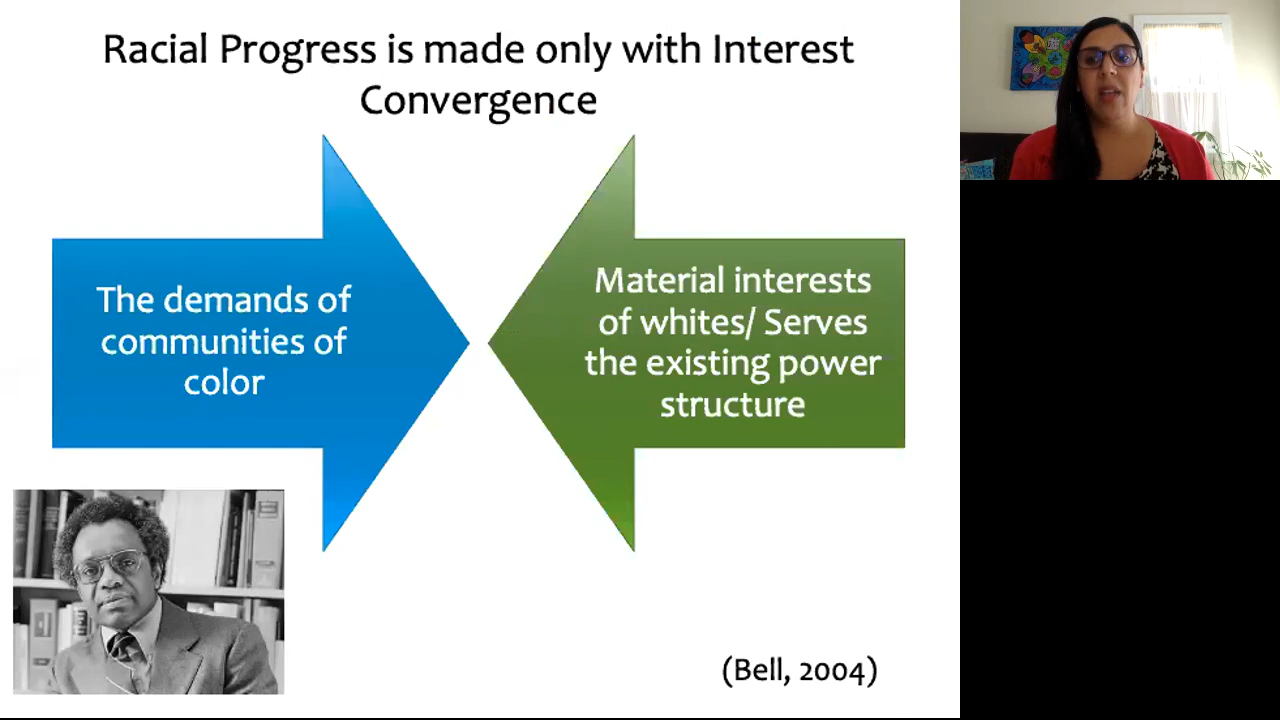 Racial Progress is made only with Interest
Convergence
The demands of
communities of
color
Material interests
of whites/ Serves
the existing power
structure
(Bell, 2004)